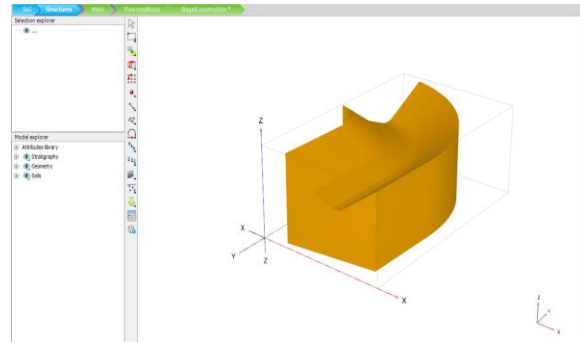 Soil Structures Mesh Flow conditions Staged construction *
Selection explorer
...
Model explorer
Attributes library
Stratigraphy
Geometry
Soils
Z
X
Y
Z
X
Z
Y
X